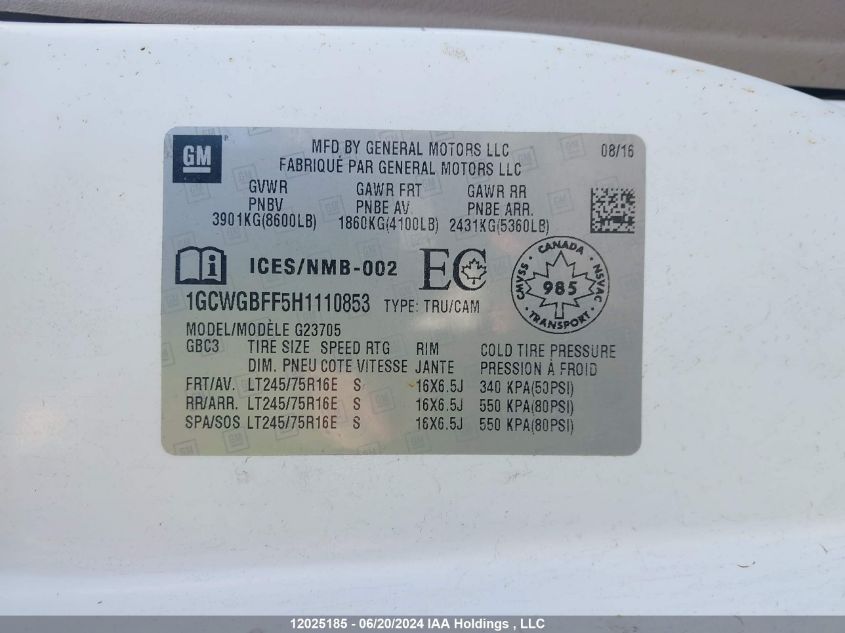 GM
MFD BY GENERAL MOTORS LLC 08/16
FABRIQUÉ PAR GENERAL MOTORS LLC
GVWR GAWR FRT GAWR RR
PNBV PNBE AV. PNBE ARR.
3901KG(8600LB) 1860KG(4100LB) 2431KG(5360LB)
i ICES/NMB-002 EC
CANADA CMVSS NSVAC 985 TRANSPORT
1GCWGBFF5H1110853 TYPE: TRU/CAM
MODEL/MODÈLE G23705
GBC3 TIRE SIZE SPEED RTG RIM COLD TIRE PRESSURE
DIM. PNEU COTE VITESSE JANTE PRESSION À FROID
FRT/AV. LT245/75R16E S 16X6.5J 340 KPA(50PSI)
RR/ARR. LT245/75R16E S 16X6.5J 550 KPA(80PSI)
SPA/SOS LT245/75R16E S 16X6.5J 550 KPA(80PSI)
12025185 - 06/20/2024 IAA Holdings , LLC